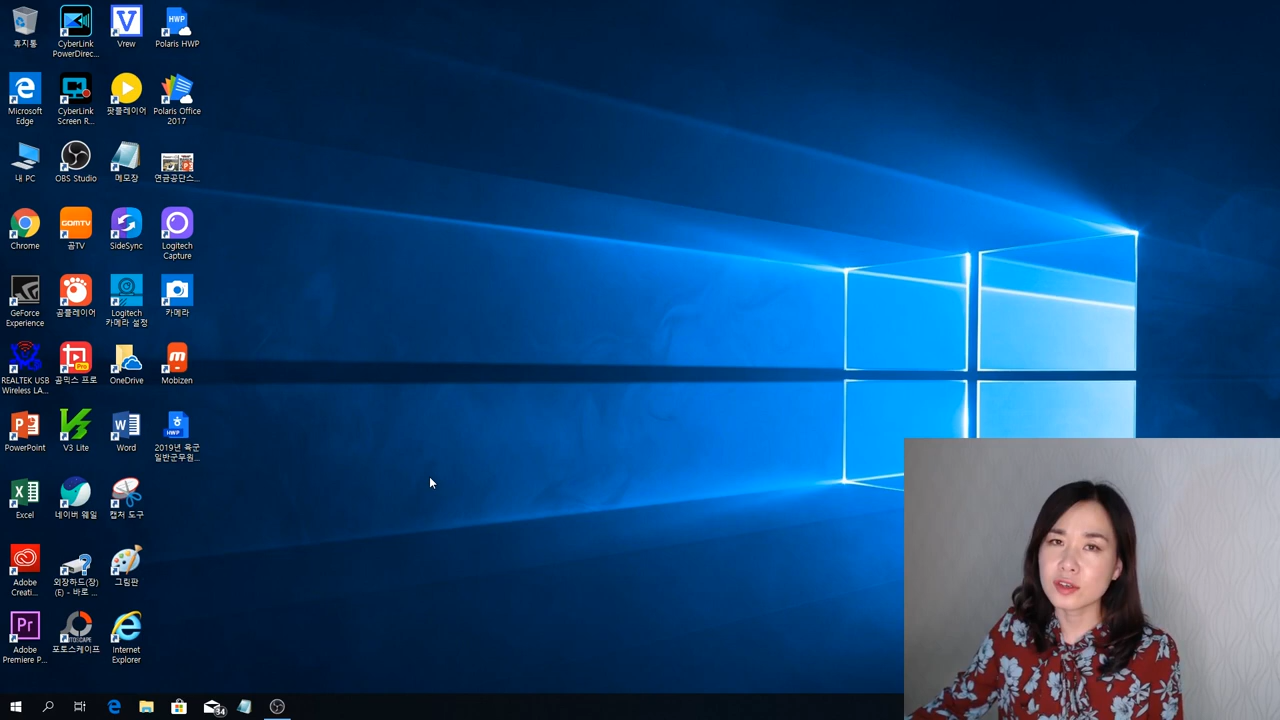 휴지통
CyberLink
PowerDirec...
Vrew
HWP
Polaris HWP
Microsoft
Edge
CyberLink
Screen R...
팟플레이어
Polaris Office
2017
내 PC
OBS Studio
메모장
연금공단스...
Chrome
GOMTV
곰TV
SideSync
Logitech
Capture
GeForce
Experience
곰플레이어
Logitech
카메라 설정
카메라
REALTEK USB
Wireless LA...
Pro
곰믹스 프로
OneDrive
Mobizen
PowerPoint
V3 Lite
Word
HWP
2019년 육군
일반군무원...
Excel
네이버 웨일
캡처 도구
Adobe
Creati...
외장하드(장)
(E) - 바로 ...
그림판
Pr
Adobe
Premiere P...
포토스케이프
Internet
Explorer
34